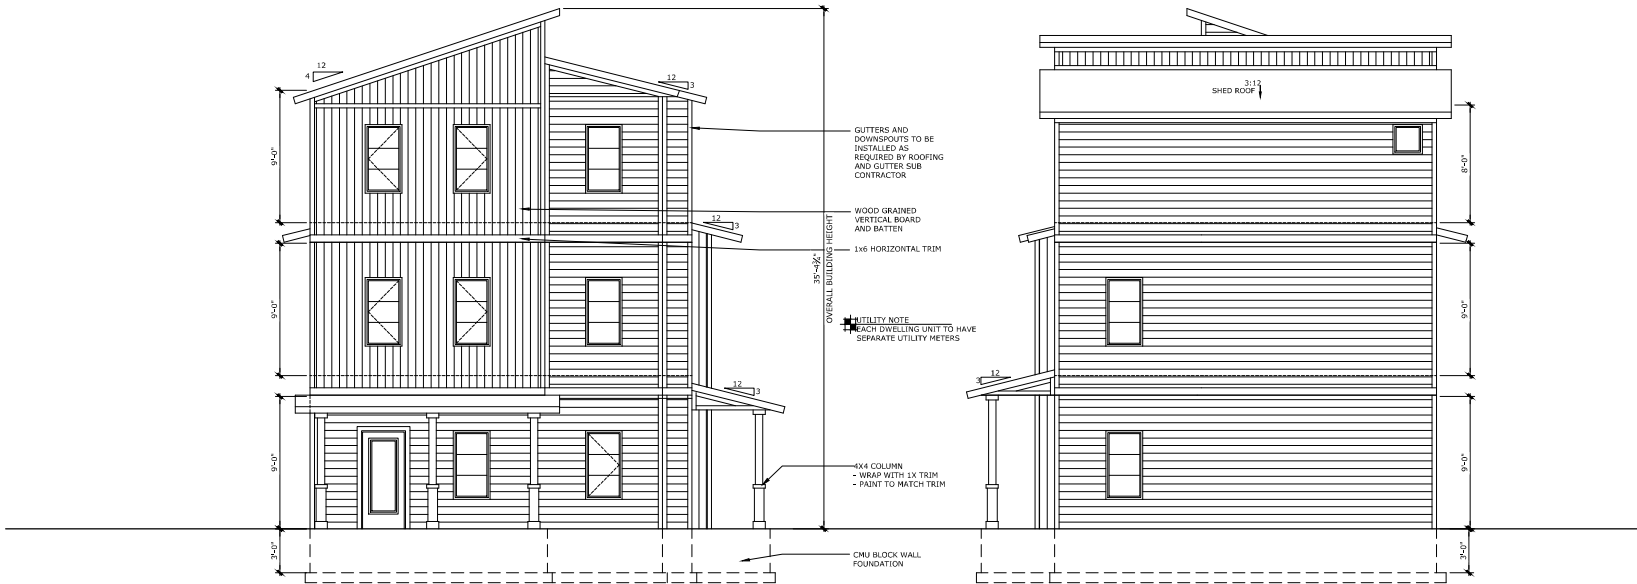 12
4
12
3
3:12
SHED ROOF
GUTTERS AND
DOWNSPOUTS TO BE
INSTALLED AS
REQUIRED BY ROOFING
AND GUTTER SUB
CONTRACTOR
9'-0"
8'-0"
WOOD GRAINED
VERTICAL BOARD
AND BATTEN
12
3
1x6 HORIZONTAL TRIM
35'-4¾"
OVERALL BUILDING HEIGHT
9'-0"
9'-0"
UTILITY NOTE
EACH DWELLING UNIT TO HAVE
SEPARATE UTILITY METERS
12
3
12
3
9'-0"
9'-0"
4X4 COLUMN
- WRAP WITH 1X TRIM
- PAINT TO MATCH TRIM
3'-0"
3'-0"
CMU BLOCK WALL
FOUNDATION